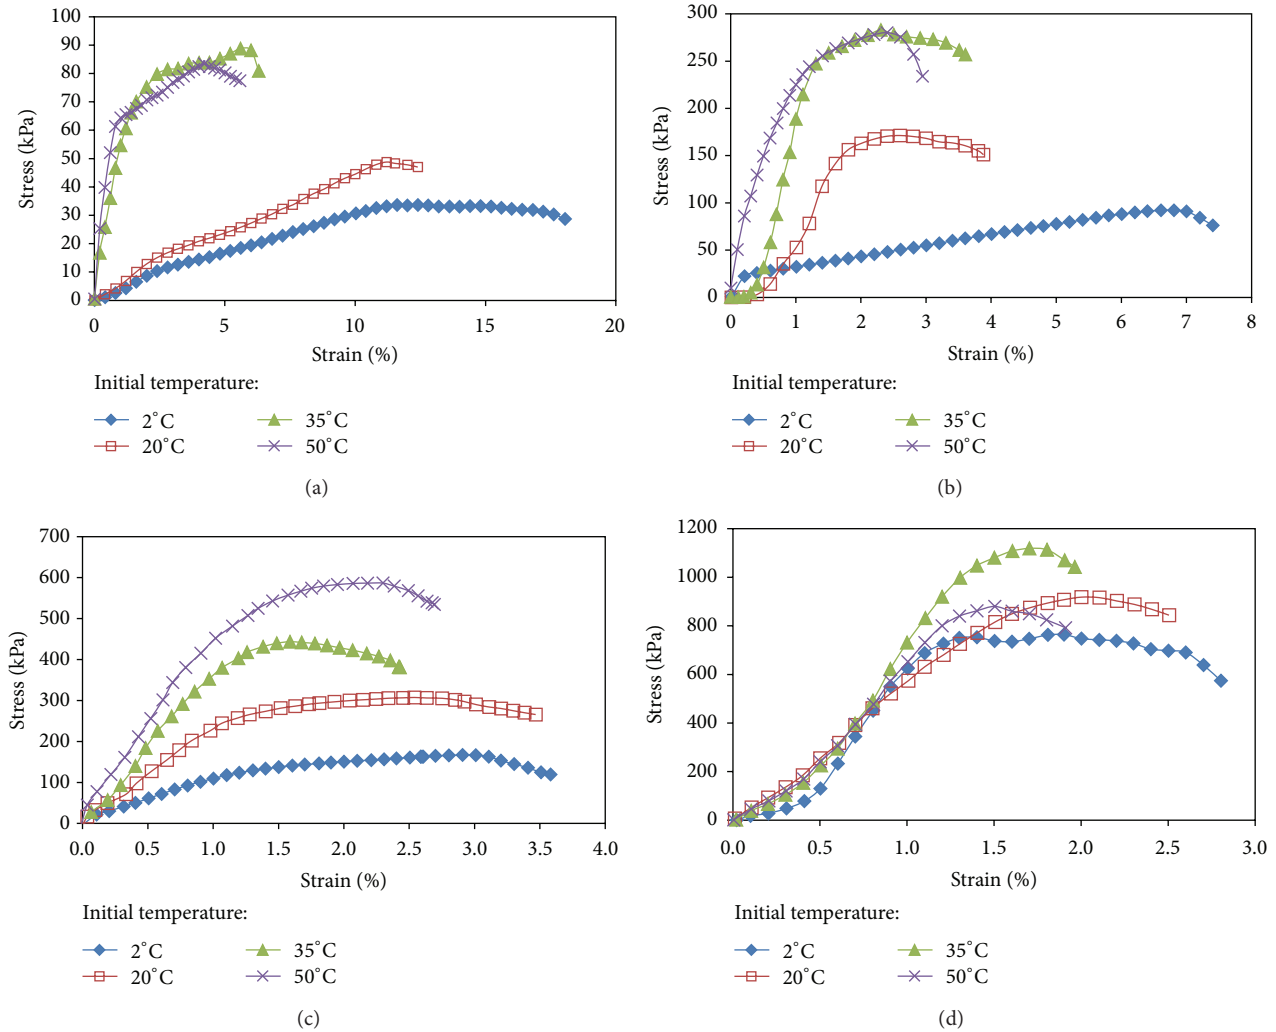 100
90
80
70
60
50
40
30
20
10
0
Stress (kPa)
0 5 10 15 20
Strain (%)
Initial temperature:
2°C 35°C
20°C 50°C
(a)
300
250
200
150
100
50
0
Stress (kPa)
0 1 2 3 4 5 6 7 8
Strain (%)
Initial temperature:
2°C 35°C
20°C 50°C
(b)
700
600
500
400
300
200
100
0
Stress (kPa)
0.0 0.5 1.0 1.5 2.0 2.5 3.0 3.5 4.0
Strain (%)
Initial temperature:
2°C 35°C
20°C 50°C
(c)
1200
1000
800
600
400
200
0
Stress (kPa)
0.0 0.5 1.0 1.5 2.0 2.5 3.0
Strain (%)
Initial temperature:
2°C 35°C
20°C 50°C
(d)